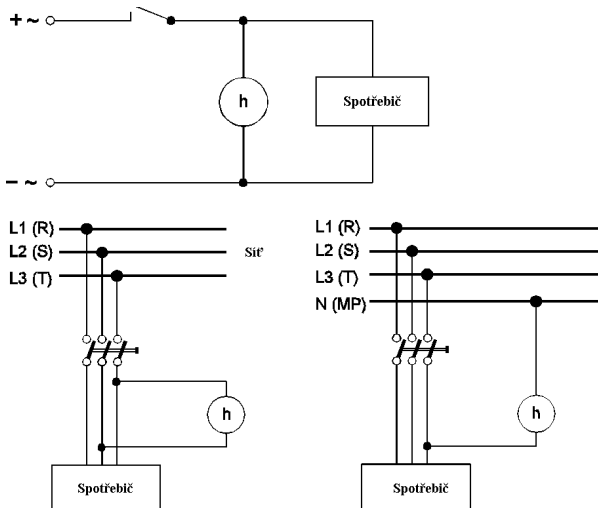 + ~
h
Spotřebič
− ~
L1 (R)
L2 (S)
Síť
L3 (T)
h
Spotřebič
L1 (R)
L2 (S)
L3 (T)
N (MP)
h
Spotřebič